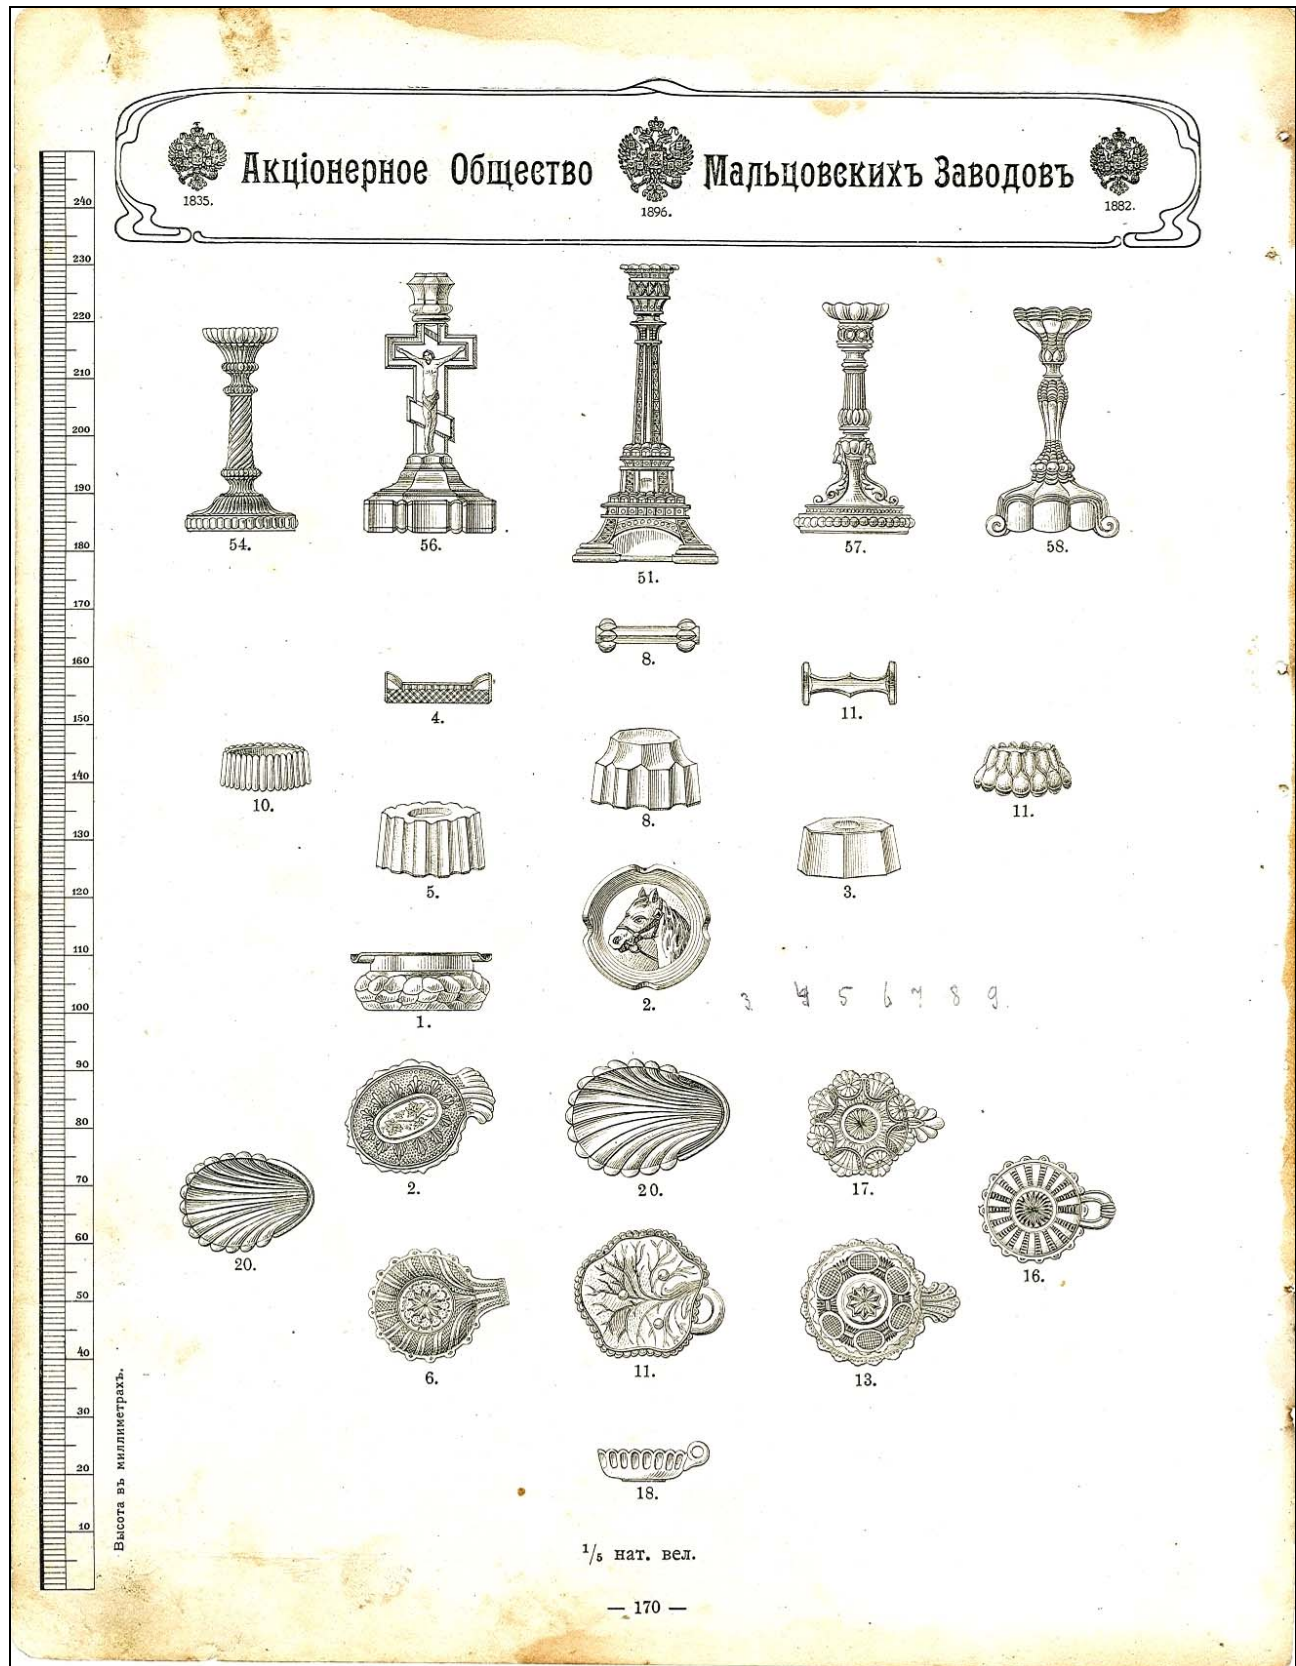 Акціонерное Общество Мальцовскихъ Заводовъ
1835. 1896. 1882.
240
230
220
210
200
190
180
170
160
150
140
130
120
110
100
90
80
70
60
50
40
30
20
10
Высота въ миллиметрахъ.
54. 56. 51. 57. 58.
8.
4. 11.
10. 8. 11.
5. 3.
1. 2. 3 4 5 6 7 8 9.
2. 20. 17.
20. 16.
6. 11. 13.
18.
1/5 нат. вел.
— 170 —